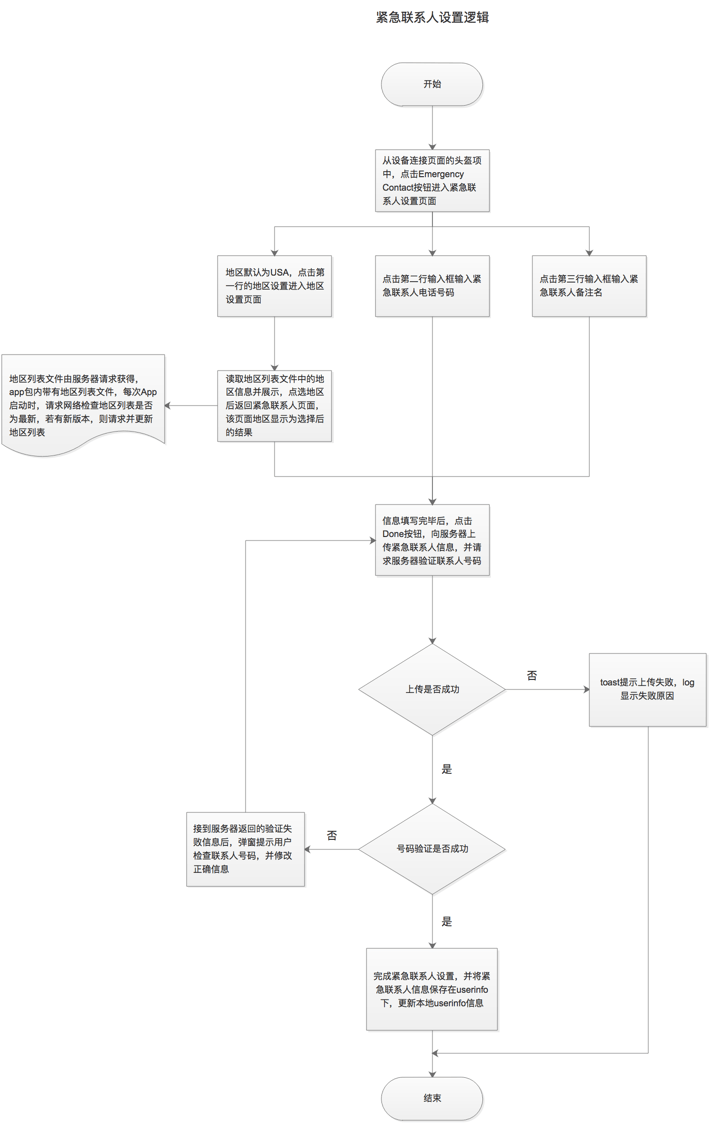 紧急联系人设置逻辑
开始
从设备连接页面的头盔项
中，点击Emergency
Contact按钮进入紧急联
系人设置页面
地区默认为USA，点击第
一行的地区设置进入地区
设置页面
点击第二行输入框输入紧
急联系人电话号码
点击第三行输入框输入紧
急联系人备注名
地区列表文件由服务器请求获得，
app包内带有地区列表文件，每次App
启动时，请求网络检查地区列表是否
为最新，若有新版本，则请求并更新
地区列表
读取地区列表文件中的地
区信息并展示，点选地区
后返回紧急联系人页面，
该页面地区显示为选择后
的结果
信息填写完毕后，点击
Done按钮，向服务器上
传紧急联系人信息，并请
求服务器验证联系人号码
上传是否成功
否
toast提示上传失败，log
显示失败原因
是
接到服务器返回的验证失
败信息后，弹窗提示用户
检查联系人号码，并修改
正确信息
否
号码验证是否成功
是
完成紧急联系人设置，并将紧
急联系人信息保存在userinfo
下，更新本地userinfo信息
结束